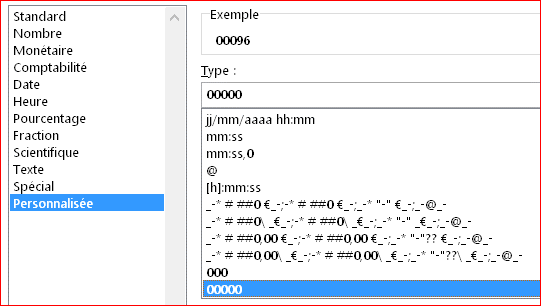 Standard
Nombre
Monétaire
Comptabilité
Date
Heure
Pourcentage
Fraction
Scientifique
Texte
Spécial
Personnalisée
Exemple
00096
Type :
00000
jj/mm/aaaa hh:mm
mm:ss
mm:ss,0
@
[h]:mm:ss
_-* # ##0 €_-;-* # ##0 €_-;_-* "-" €_-;_-@_-
_-* # ##0\ _€_-;-* # ##0\ _€_-;_-* "-" _€_-;_-@_-
_-* # ##0,00 €_-;-* # ##0,00 €_-;_-* "-"?? €_-;_-@_-
_-* # ##0,00\ _€_-;-* # ##0,00\ _€_-;_-* "-"??\ _€_-;_-@_-
000
00000